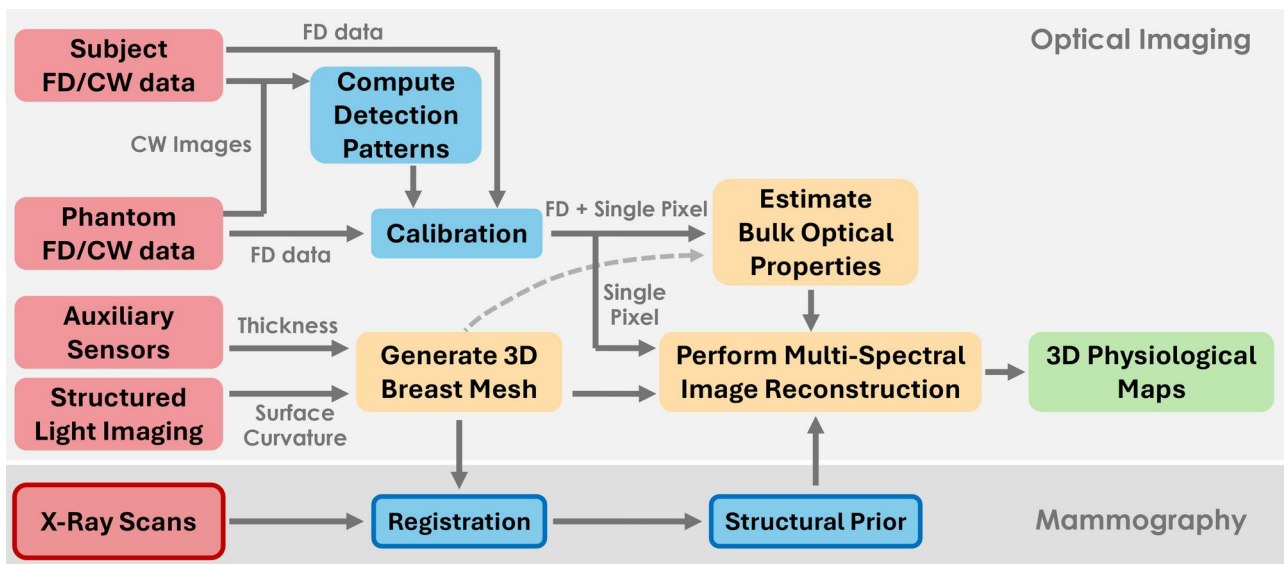 FD data
Optical Imaging
Subject
FD/CW data
Compute
Detection
Patterns
CW Images
Phantom
FD/CW data
FD data
Calibration
FD + Single Pixel
Estimate
Bulk Optical
Properties
Single
Pixel
Auxiliary
Sensors
Thickness
Structured
Light Imaging
Surface
Curvature
Generate 3D
Breast Mesh
Perform Multi-Spectral
Image Reconstruction
3D Physiological
Maps
X-Ray Scans
Registration
Structural Prior
Mammography